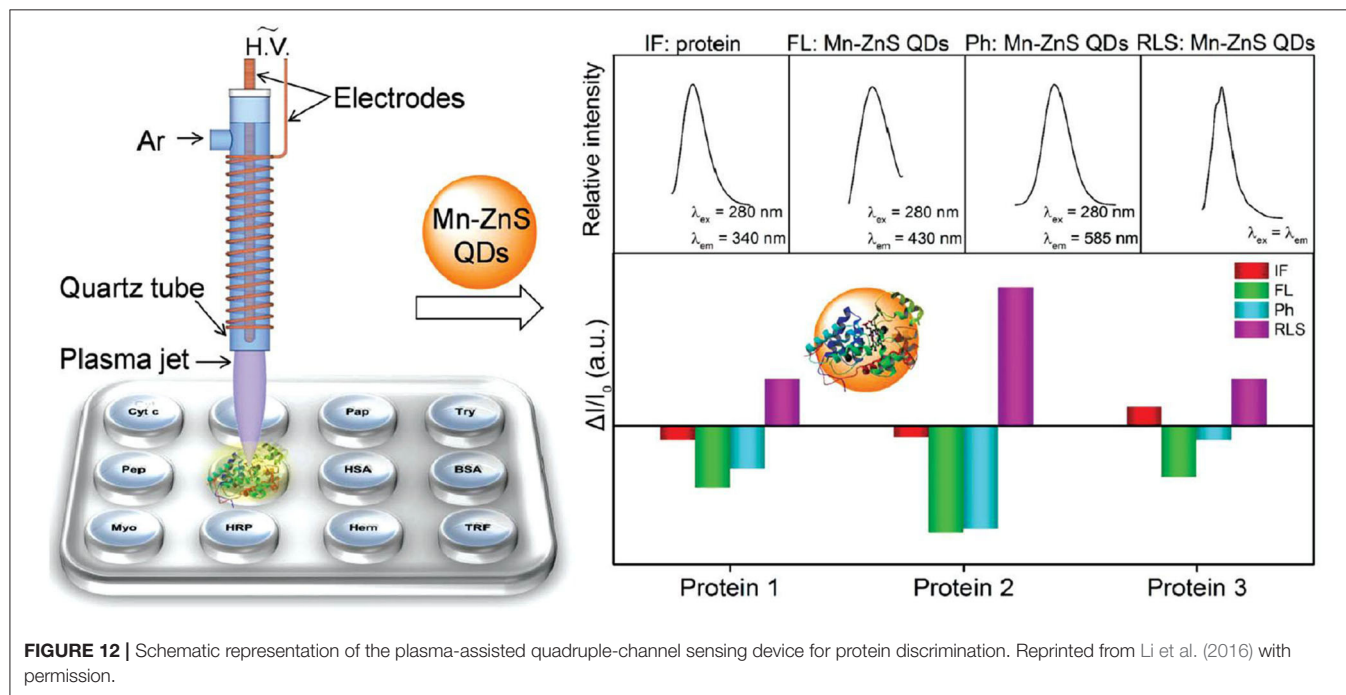 H.V.
~
Electrodes
Ar
Quartz tube
Plasma jet
Cyt c
Pap
Try
Pep
HSA
BSA
Myo
HRP
Hem
TRF
Mn-ZnS
QDs
IF: protein
FL: Mn-ZnS QDs
Ph: Mn-ZnS QDs
RLS: Mn-ZnS QDs
Relative intensity
λex = 280 nm
λem = 340 nm
λex = 280 nm
λem = 430 nm
λex = 280 nm
λem = 585 nm
λex = λem
IF
FL
Ph
RLS
ΔI/I0 (a.u.)
Protein 1
Protein 2
Protein 3
FIGURE 12 | Schematic representation of the plasma-assisted quadruple-channel sensing device for protein discrimination. Reprinted from Li et al. (2016) with
permission.